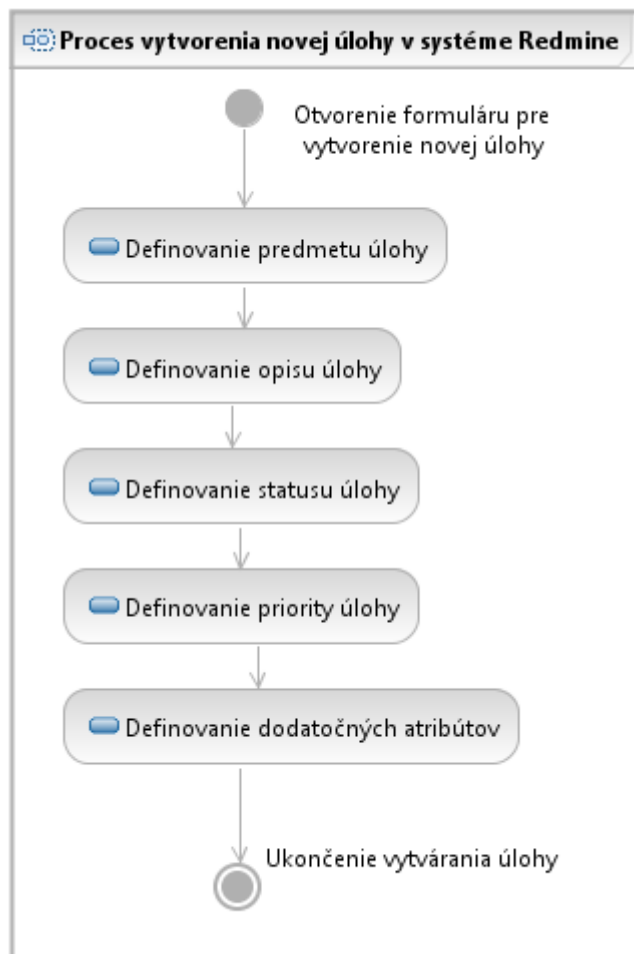 Proces vytvorenia novej úlohy v systéme Redmine
Otvorenie formuláru pre
vytvorenie novej úlohy
Definovanie predmetu úlohy
Definovanie opisu úlohy
Definovanie statusu úlohy
Definovanie priority úlohy
Definovanie dodatočných atribútov
Ukončenie vytvárania úlohy